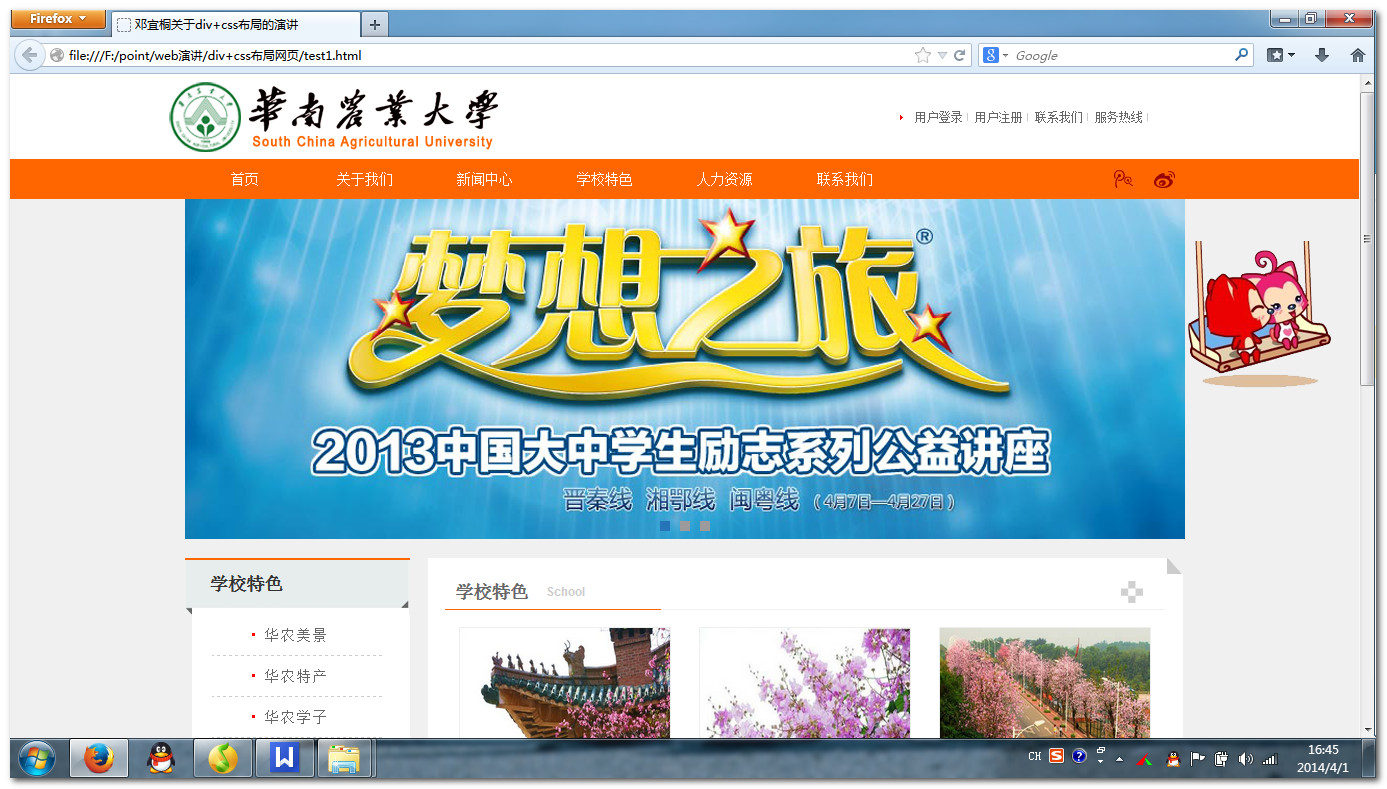 Firefox
邓宜桐关于div+css布局的演讲
file:///F:/point/web演讲/div+css布局网页/test1.html
Google
華南農業大學
South China Agricultural University
用户登录 用户注册 联系我们 服务热线
首页 关于我们 新闻中心 学校特色 人力资源 联系我们
梦想之旅®
2013中国大中学生励志系列公益讲座
晋秦线 湘鄂线 闽粤线 (4月7日—4月27日)
学校特色
华农美景
华农特产
华农学子
学校特色 School
CH
16:45
2014/4/1